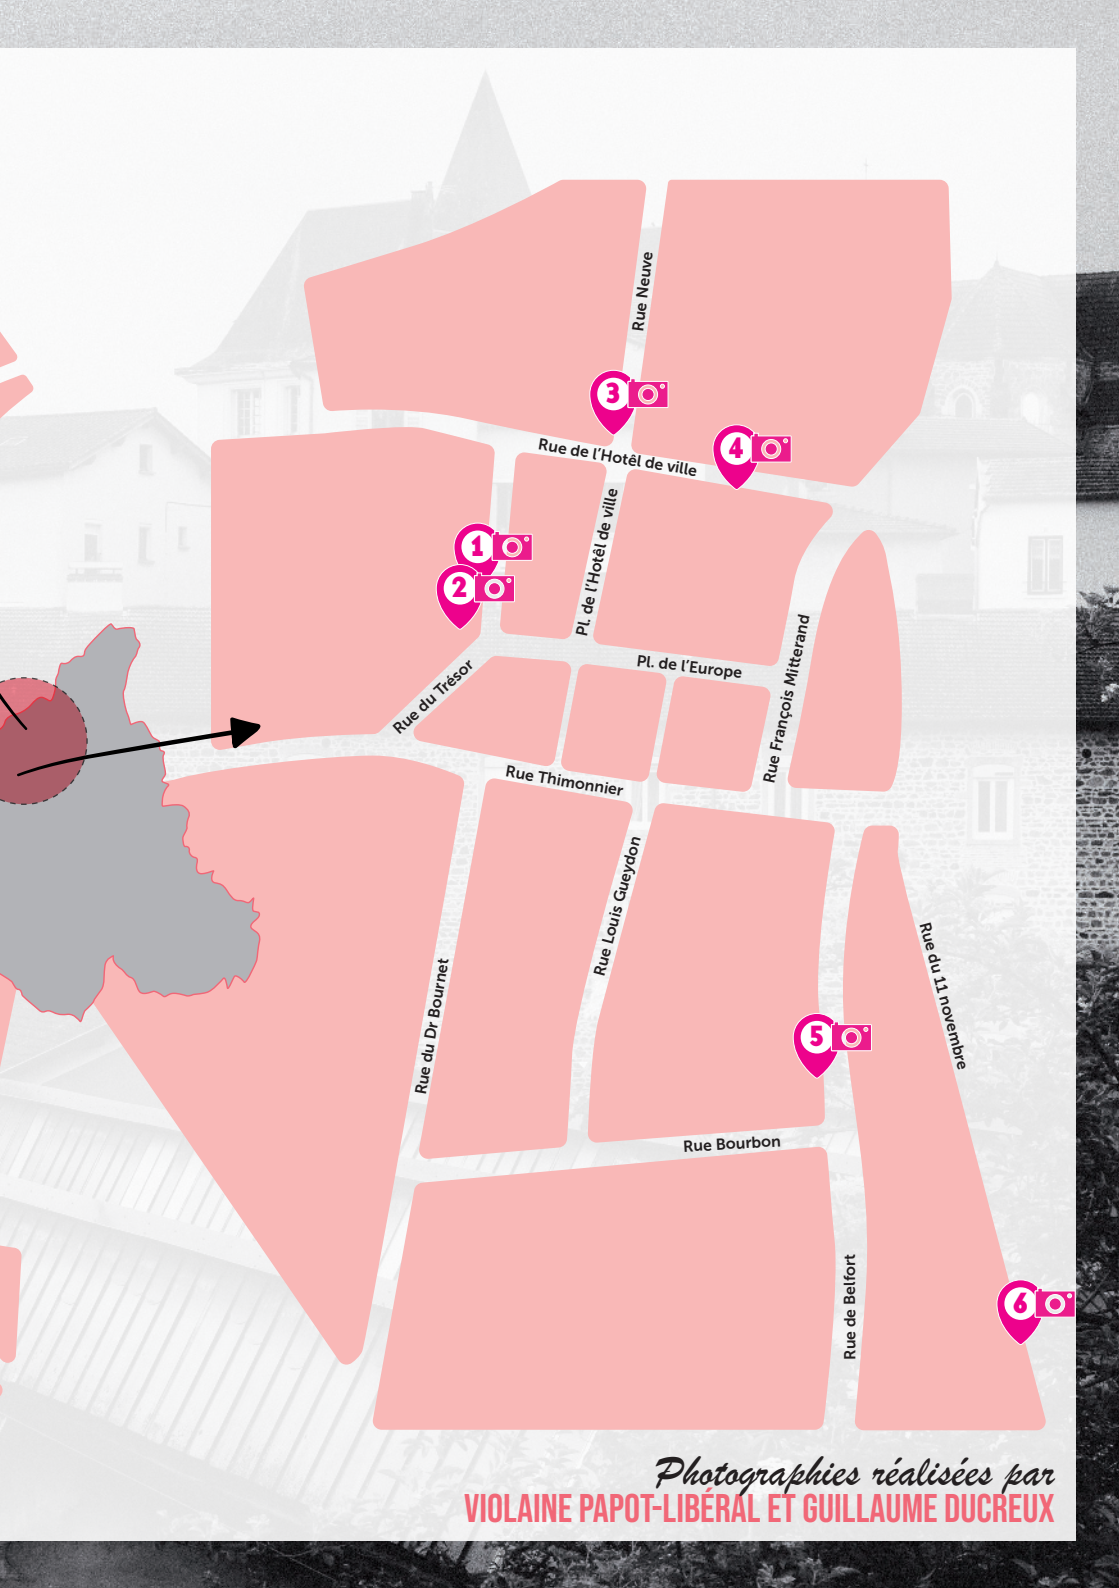 Rue Neuve
3
Rue de l'Hotêl de ville
4
Pl. de l'Hotêl de ville
1
2
Rue François Mitterand
Pl. de l'Europe
Rue du Trésor
Rue Thimonnier
Rue Louis Gueydon
Rue du 11 novembre
Rue du Dr Bournet
5
Rue Bourbon
Rue de Belfort
6
Photographies réalisées par
VIOLAINE PAPOT-LIBÉRAL ET GUILLAUME DUCREUX